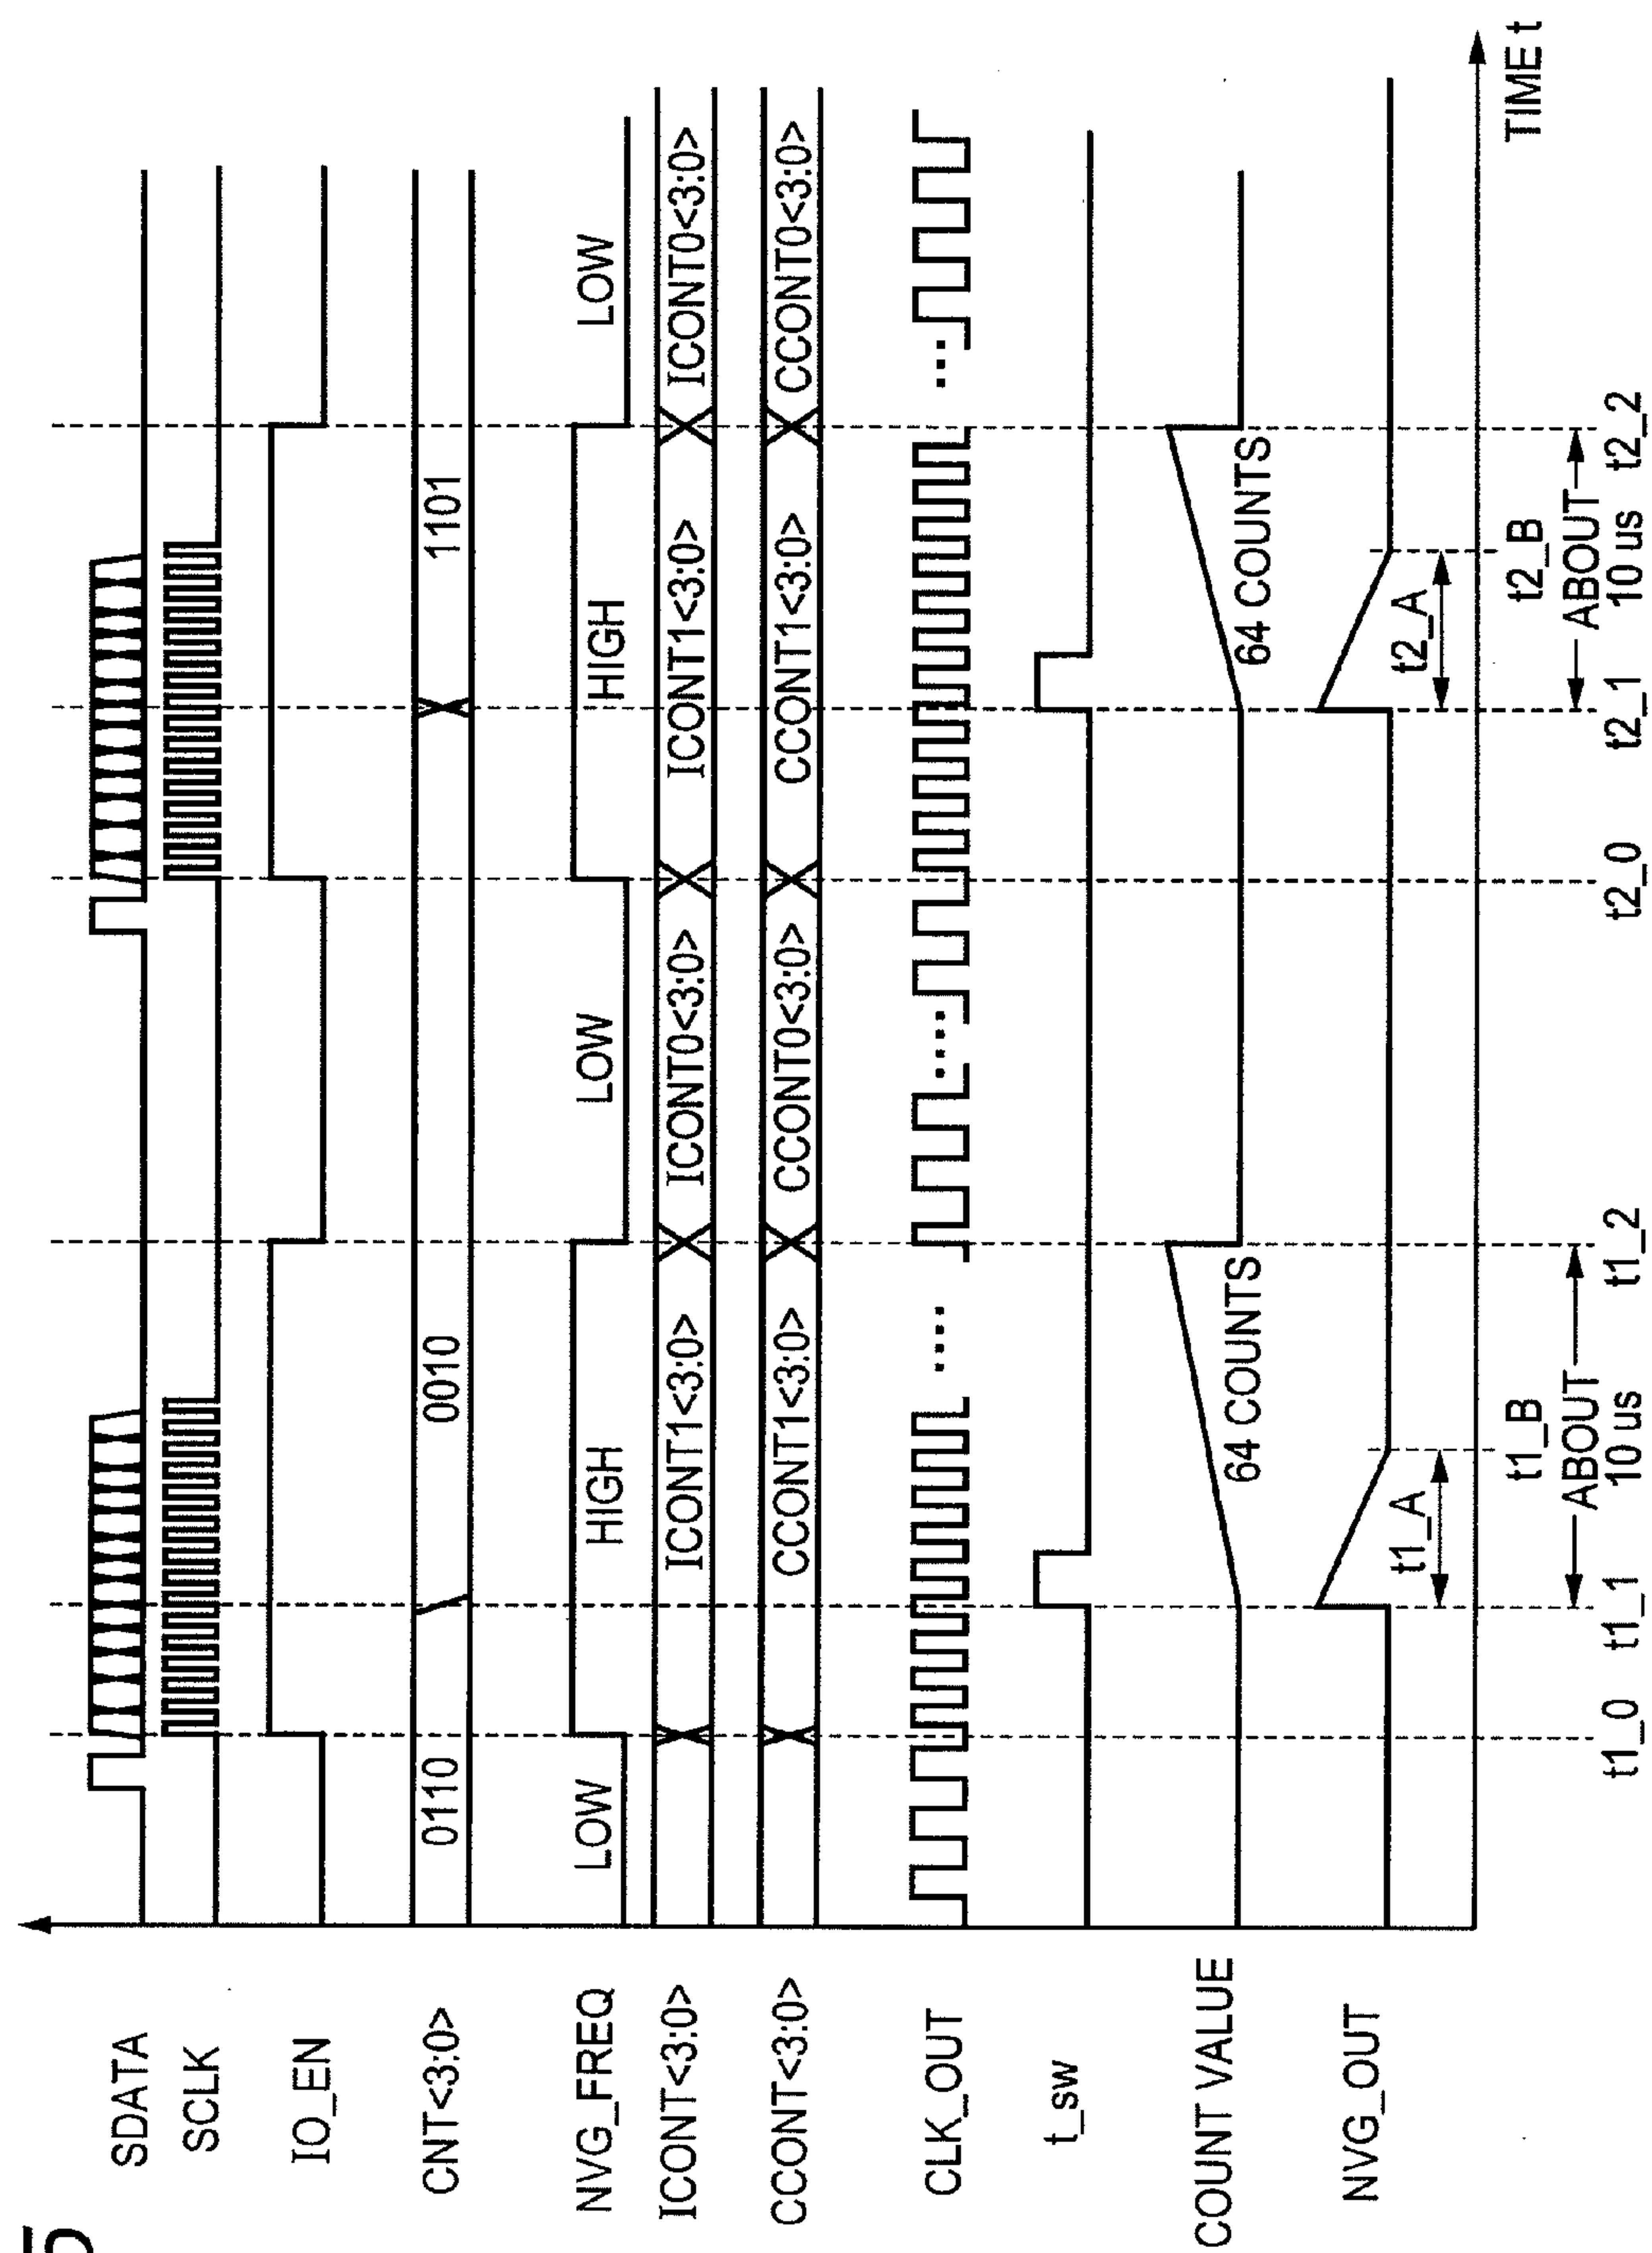 5
SDATA
SCLK
IO_EN
CNT<3:0> 0110 0010 1101
NVG_FREQ LOW HIGH LOW HIGH LOW
ICONT<3:0> ICONT1<3:0> ICONT0<3:0> ICONT1<3:0> ICONT0<3:0>
CCONT<3:0> CCONT1<3:0> CCONT0<3:0> CCONT1<3:0> CCONT0<3:0>
CLK_OUT
t_sw
COUNT VALUE 64 COUNTS 64 COUNTS
NVG_OUT
t1_A t2_A
TIME t
t1_B t2_B
ABOUT ABOUT
10 us 10 us
t1_0 t1_1 t1_2 t2_0 t2_1 t2_2